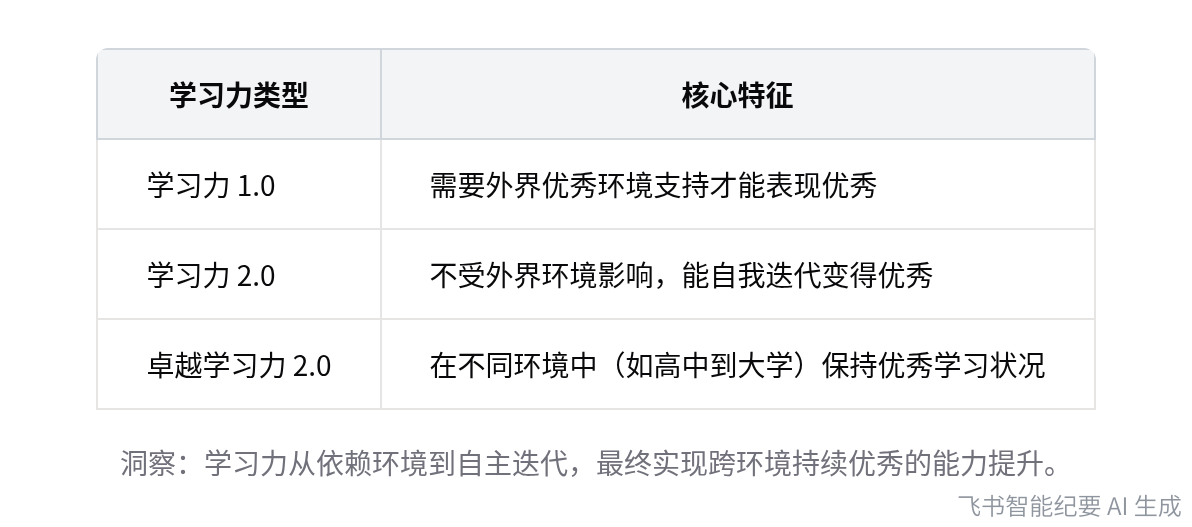 学习力类型 核心特征
学习力 1.0 需要外界优秀环境支持才能表现优秀
学习力 2.0 不受外界环境影响，能自我迭代变得优秀
卓越学习力 2.0 在不同环境中（如高中到大学）保持优秀学习状况
洞察：学习力从依赖环境到自主迭代，最终实现跨环境持续优秀的能力提升。
飞书智能纪要 AI 生成